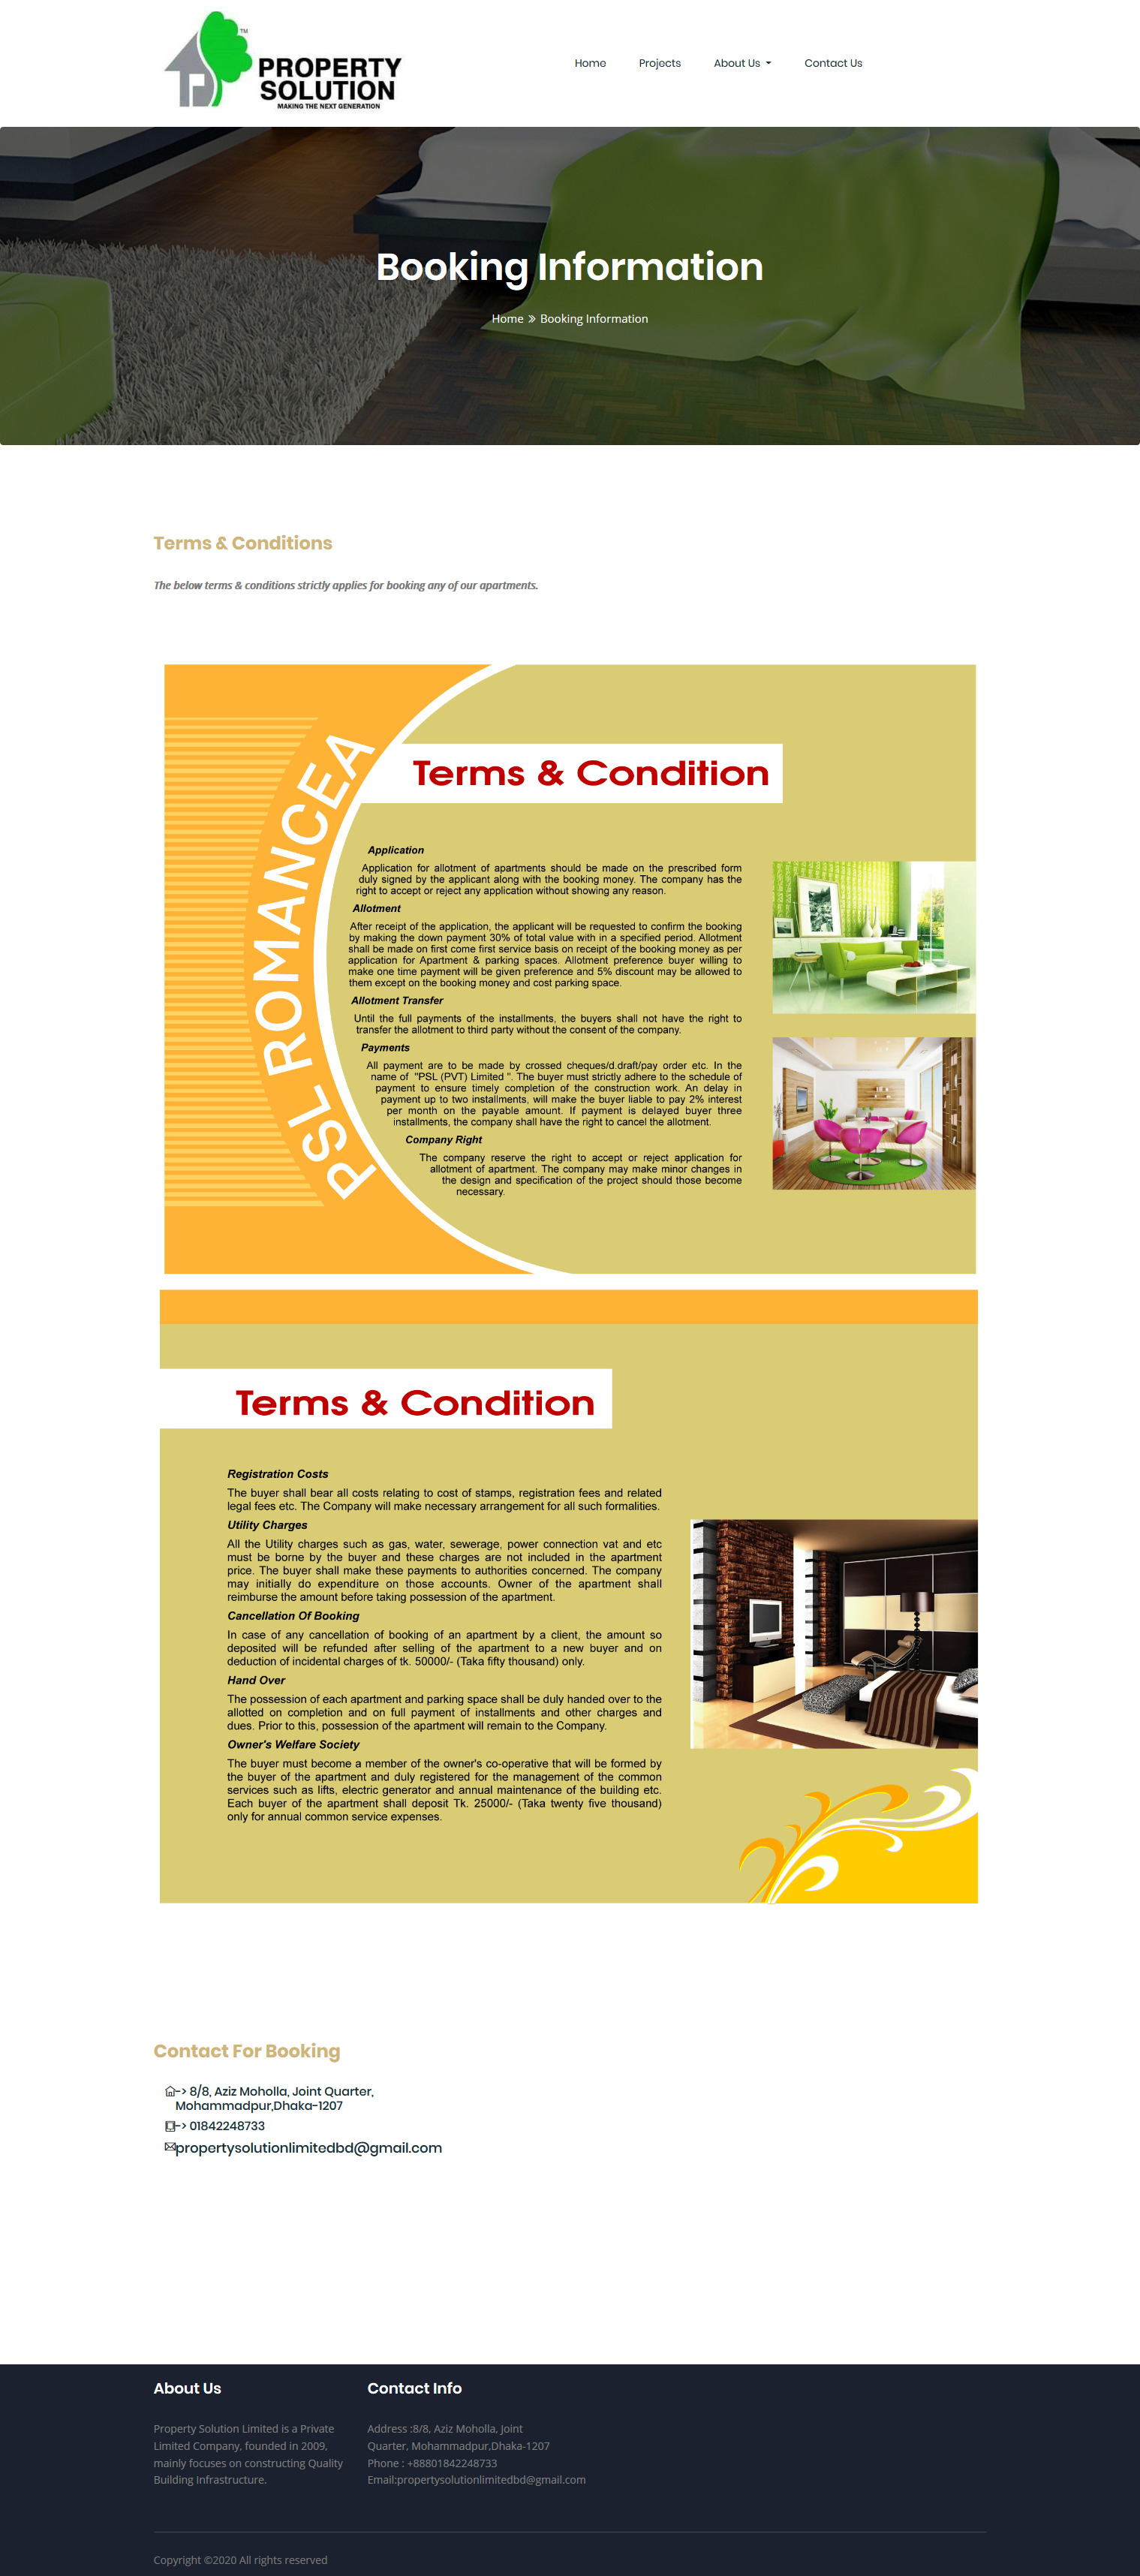 TM
PROPERTY
SOLUTION
MAKING THE NEXT GENERATION
Home
Projects
About Us
Contact Us
Booking Information
Home » Booking Information
Terms & Conditions
The below terms & conditions strictly applies for booking any of our apartments.
PSL ROMANCEA
Terms & Condition
Application
Application for allotment of apartments should be made on the prescribed form
duly signed by the applicant along with the booking money. The company has the
right to accept or reject any application without showing any reason.
Allotment
After receipt of the application, the applicant will be requested to confirm the booking
by making the down payment 30% of total value with in a specified period. Allotment
shall be made on first come first service basis on receipt of the booking money as per
application for Apartment & parking spaces. Allotment preference buyer willing to
make one time payment will be given preference and 5% discount may be allowed to
them except on the booking money and cost parking space.
Allotment Transfer
Until the full payments of the installments, the buyers shall not have the right to
transfer the allotment to third party without the consent of the company.
Payments
All payment are to be made by crossed cheques/d.draft/pay order etc. In the
name of "PSL (PVT) Limited ". The buyer must strictly adhere to the schedule of
payment to ensure timely completion of the construction work. An delay in
payment up to two installments, will make the buyer liable to pay 2% interest
per month on the payable amount. If payment is delayed buyer three
installments, the company shall have the right to cancel the allotment.
Company Right
The company reserve the right to accept or reject application for
allotment of apartment. The company may make minor changes in
the design and specification of the project should those become
necessary.
Terms & Condition
Registration Costs
The buyer shall bear all costs relating to cost of stamps, registration fees and related
legal fees etc. The Company will make necessary arrangement for all such formalities.
Utility Charges
All the Utility charges such as gas, water, sewerage, power connection vat and etc
must be borne by the buyer and these charges are not included in the apartment
price. The buyer shall make these payments to authorities concerned. The company
may initially do expenditure on those accounts. Owner of the apartment shall
reimburse the amount before taking possession of the apartment.
Cancellation Of Booking
In case of any cancellation of booking of an apartment by a client, the amount so
deposited will be refunded after selling of the apartment to a new buyer and on
deduction of incidental charges of tk. 50000/- (Taka fifty thousand) only.
Hand Over
The possession of each apartment and parking space shall be duly handed over to the
allotted on completion and on full payment of installments and other charges and
dues. Prior to this, possession of the apartment will remain to the Company.
Owner's Welfare Society
The buyer must become a member of the owner's co-operative that will be formed by
the buyer of the apartment and duly registered for the management of the common
services such as lifts, electric generator and annual maintenance of the building etc.
Each buyer of the apartment shall deposit Tk. 25000/- (Taka twenty five thousand)
only for annual common service expenses.
Contact For Booking
-> 8/8, Aziz Moholla, Joint Quarter,
Mohammadpur,Dhaka-1207
-> 01842248733
propertysolutionlimitedbd@gmail.com
About Us
Property Solution Limited is a Private
Limited Company, founded in 2009,
mainly focuses on constructing Quality
Building Infrastructure.
Contact Info
Address :8/8, Aziz Moholla, Joint
Quarter, Mohammadpur,Dhaka-1207
Phone : +88801842248733
Email:propertysolutionlimitedbd@gmail.com
Copyright ©2020 All rights reserved